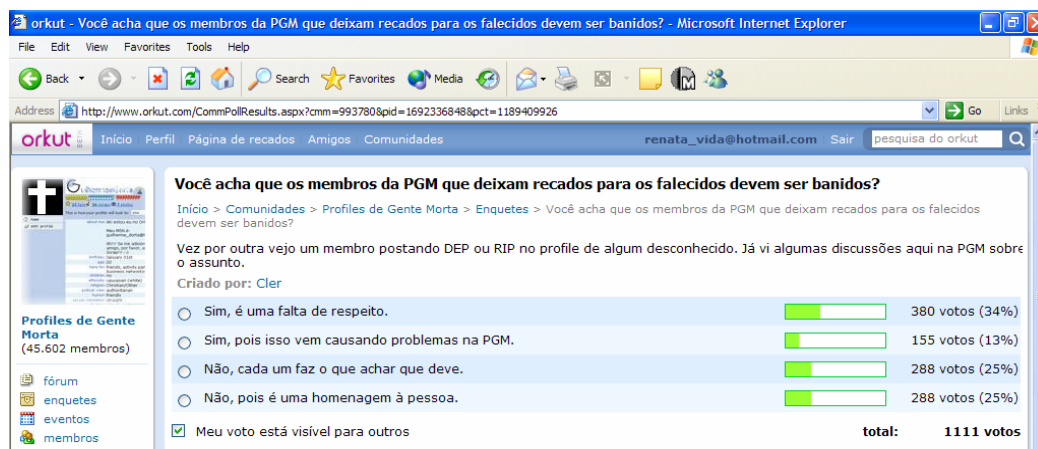 orkut - Você acha que os membros da PGM que deixam recados para os falecidos devem ser banidos? - Microsoft Internet Explorer
File Edit View Favorites Tools Help
Back Search Favorites Media
Address http://www.orkut.com/CommPollResults.aspx?cmm=993780&pid=1692336848&pct=1189409926 Go Links
orkut Início Perfil Página de recados Amigos Comunidades renata_vida@hotmail.com Sair pesquisa do orkut
Você acha que os membros da PGM que deixam recados para os falecidos devem ser banidos?
Início > Comunidades > Profiles de Gente Morta > Enquetes > Você acha que os membros da PGM que deixam recados para os falecidos
devem ser banidos?
Vez por outra vejo um membro postando DEP ou RIP no profile de algum desconhecido. Já vi algumas discussões aqui na PGM sobre
o assunto.
Criado por: Cler
Sim, é uma falta de respeito. 380 votos (34%)
Sim, pois isso vem causando problemas na PGM. 155 votos (13%)
Não, cada um faz o que achar que deve. 288 votos (25%)
Não, pois é uma homenagem à pessoa. 288 votos (25%)
Meu voto está visível para outros total: 1111 votos
Profiles de Gente
Morta
(45.602 membros)
fórum
enquetes
eventos
membros